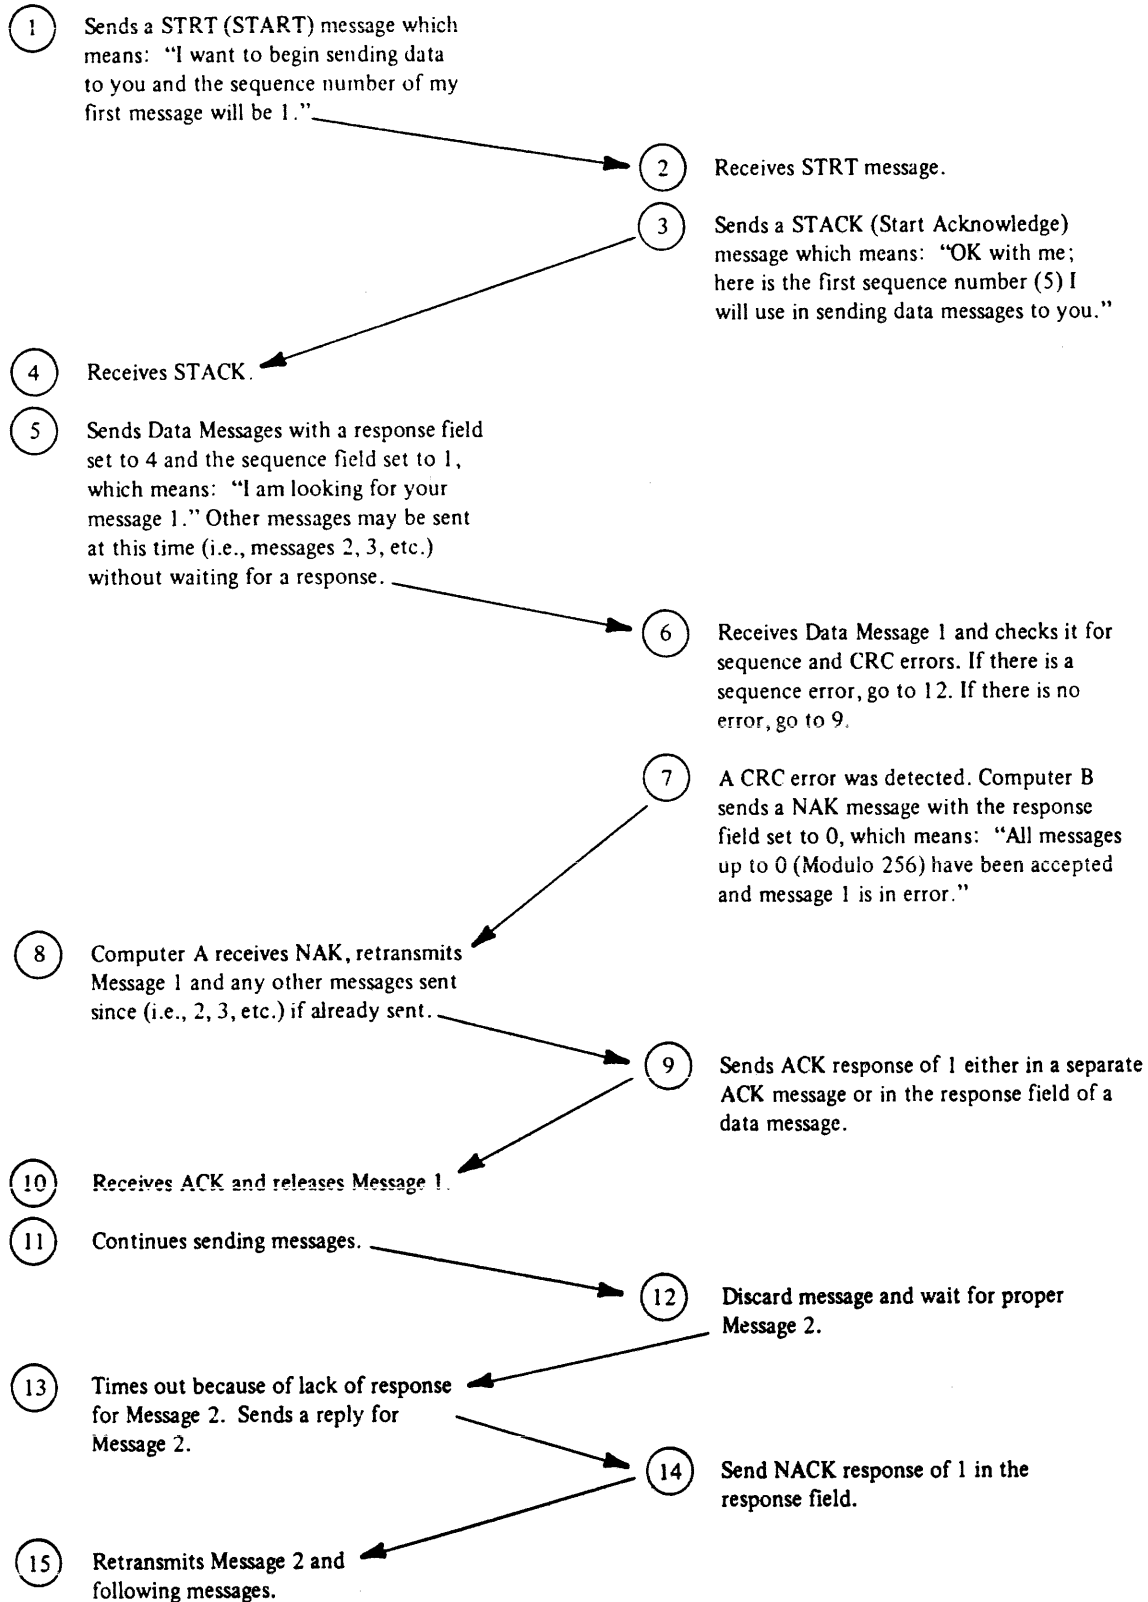 1
Sends a STRT (START) message which
means: “I want to begin sending data
to you and the sequence number of my
first message will be 1.”
2
Receives STRT message.
3
Sends a STACK (Start Acknowledge)
message which means: “OK with me;
here is the first sequence number (5) I
will use in sending data messages to you.”
4
Receives STACK.
5
Sends Data Messages with a response field
set to 4 and the sequence field set to 1,
which means: “I am looking for your
message 1.” Other messages may be sent
at this time (i.e., messages 2, 3, etc.)
without waiting for a response.
6
Receives Data Message 1 and checks it for
sequence and CRC errors. If there is a
sequence error, go to 12. If there is no
error, go to 9.
7
A CRC error was detected. Computer B
sends a NAK message with the response
field set to 0, which means: “All messages
up to 0 (Modulo 256) have been accepted
and message 1 is in error.”
8
Computer A receives NAK, retransmits
Message 1 and any other messages sent
since (i.e., 2, 3, etc.) if already sent.
9
Sends ACK response of 1 either in a separate
ACK message or in the response field of a
data message.
10
Receives ACK and releases Message 1.
11
Continues sending messages.
12
Discard message and wait for proper
Message 2.
13
Times out because of lack of response
for Message 2. Sends a reply for
Message 2.
14
Send NACK response of 1 in the
response field.
15
Retransmits Message 2 and
following messages.